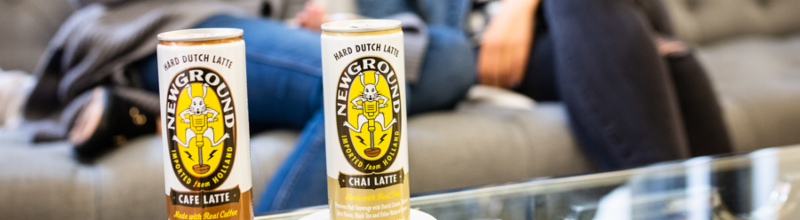 HARD DUTCH LATTE
NEWGROUND
IMPORTED from HOLLAND
CAFE LATTE
Made with Real Coffee
HARD DUTCH LATTE
NEWGROUND
IMPORTED from HOLLAND
CHAI LATTE